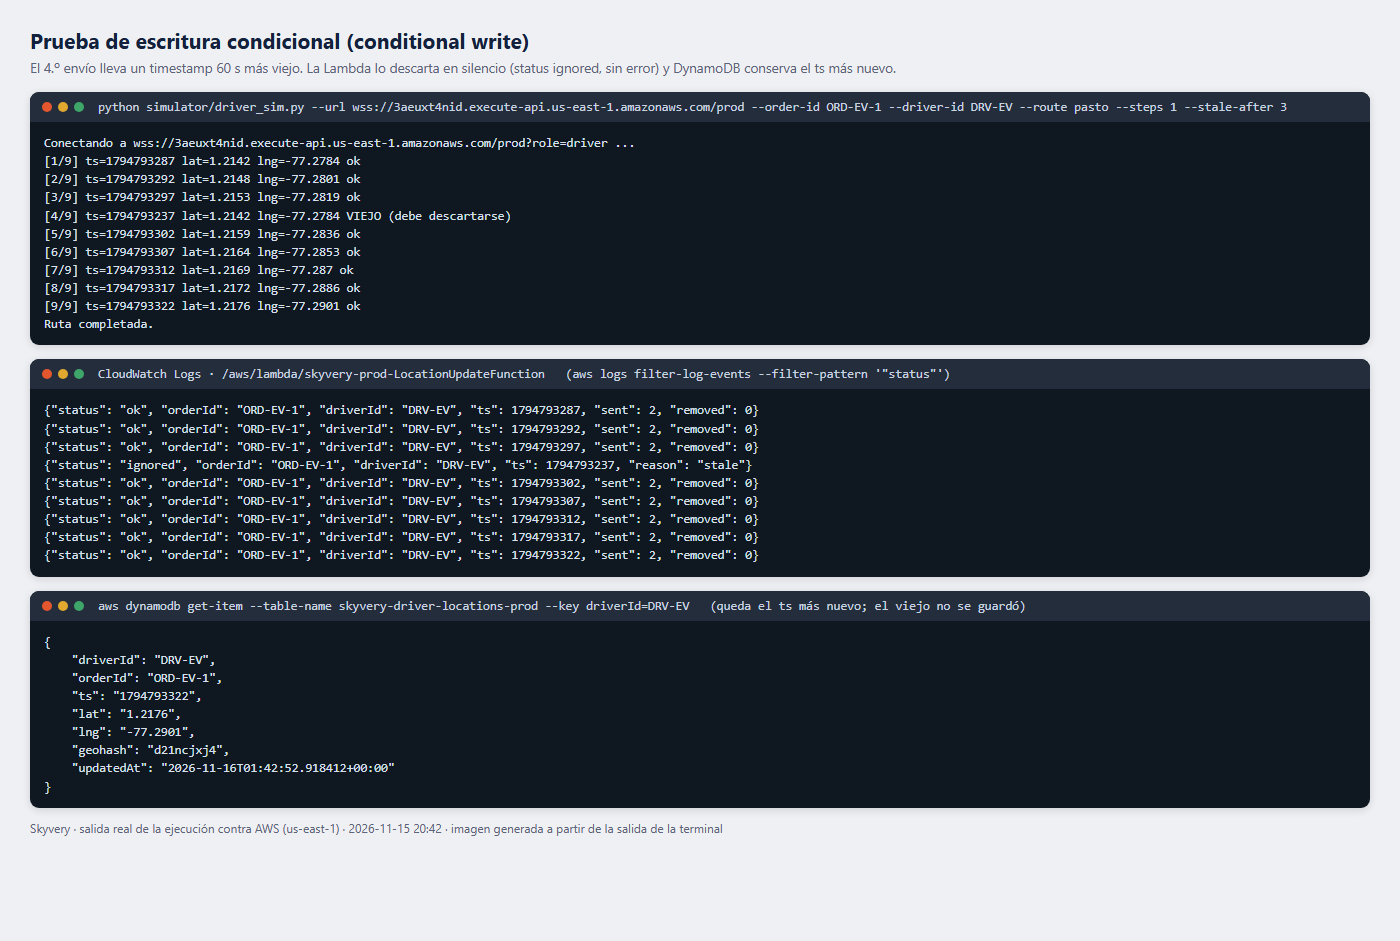 Prueba de escritura condicional (conditional write)
El 4.º envío lleva un timestamp 60 s más viejo. La Lambda lo descarta en silencio (status ignored, sin error) y DynamoDB conserva el ts más nuevo.
python simulator/driver_sim.py --url wss://3aeuxt4nid.execute-api.us-east-1.amazonaws.com/prod --order-id ORD-EV-1 --driver-id DRV-EV --route pasto --steps 1 --stale-after 3
Conectando a wss://3aeuxt4nid.execute-api.us-east-1.amazonaws.com/prod?role=driver ...
[1/9] ts=1794793287 lat=1.2142 lng=-77.2784 ok
[2/9] ts=1794793292 lat=1.2148 lng=-77.2801 ok
[3/9] ts=1794793297 lat=1.2153 lng=-77.2819 ok
[4/9] ts=1794793237 lat=1.2142 lng=-77.2784 VIEJO (debe descartarse)
[5/9] ts=1794793302 lat=1.2159 lng=-77.2836 ok
[6/9] ts=1794793307 lat=1.2164 lng=-77.2853 ok
[7/9] ts=1794793312 lat=1.2169 lng=-77.287 ok
[8/9] ts=1794793317 lat=1.2172 lng=-77.2886 ok
[9/9] ts=1794793322 lat=1.2176 lng=-77.2901 ok
Ruta completada.
CloudWatch Logs · /aws/lambda/skyvery-prod-LocationUpdateFunction (aws logs filter-log-events --filter-pattern '"status"')
{"status": "ok", "orderId": "ORD-EV-1", "driverId": "DRV-EV", "ts": 1794793287, "sent": 2, "removed": 0}
{"status": "ok", "orderId": "ORD-EV-1", "driverId": "DRV-EV", "ts": 1794793292, "sent": 2, "removed": 0}
{"status": "ok", "orderId": "ORD-EV-1", "driverId": "DRV-EV", "ts": 1794793297, "sent": 2, "removed": 0}
{"status": "ignored", "orderId": "ORD-EV-1", "driverId": "DRV-EV", "ts": 1794793237, "reason": "stale"}
{"status": "ok", "orderId": "ORD-EV-1", "driverId": "DRV-EV", "ts": 1794793302, "sent": 2, "removed": 0}
{"status": "ok", "orderId": "ORD-EV-1", "driverId": "DRV-EV", "ts": 1794793307, "sent": 2, "removed": 0}
{"status": "ok", "orderId": "ORD-EV-1", "driverId": "DRV-EV", "ts": 1794793312, "sent": 2, "removed": 0}
{"status": "ok", "orderId": "ORD-EV-1", "driverId": "DRV-EV", "ts": 1794793317, "sent": 2, "removed": 0}
{"status": "ok", "orderId": "ORD-EV-1", "driverId": "DRV-EV", "ts": 1794793322, "sent": 2, "removed": 0}
aws dynamodb get-item --table-name skyvery-driver-locations-prod --key driverId=DRV-EV (queda el ts más nuevo; el viejo no se guardó)
{
"driverId": "DRV-EV",
"orderId": "ORD-EV-1",
"ts": "1794793322",
"lat": "1.2176",
"lng": "-77.2901",
"geohash": "d21ncjxj4",
"updatedAt": "2026-11-16T01:42:52.918412+00:00"
}
Skyvery · salida real de la ejecución contra AWS (us-east-1) · 2026-11-15 20:42 · imagen generada a partir de la salida de la terminal